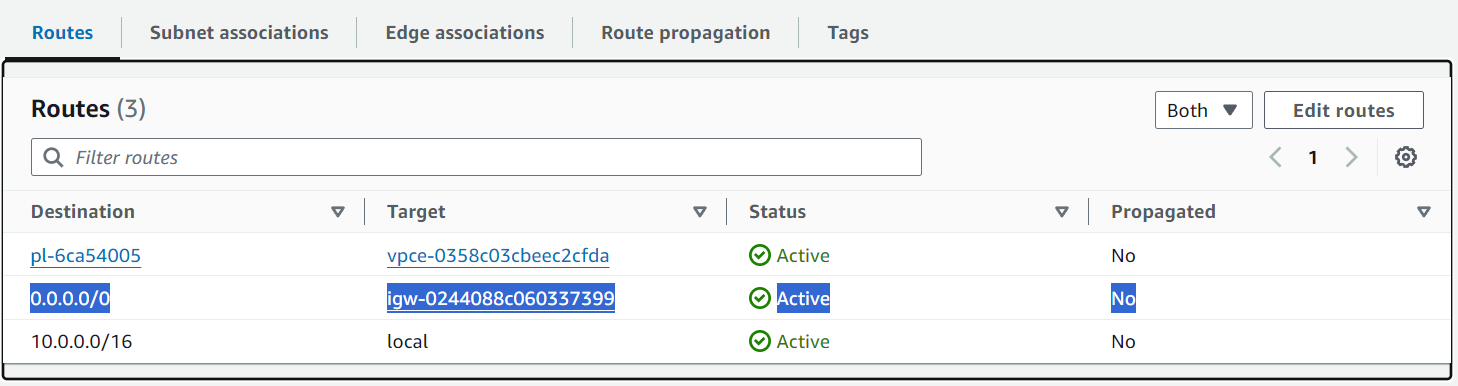 Routes Subnet associations Edge associations Route propagation Tags
Routes (3) Both Edit routes
Filter routes 1
Destination Target Status Propagated
pl-6ca54005 vpce-0358c03cbeec2cfda Active No
0.0.0.0/0 igw-0244088c060337399 Active No
10.0.0.0/16 local Active No